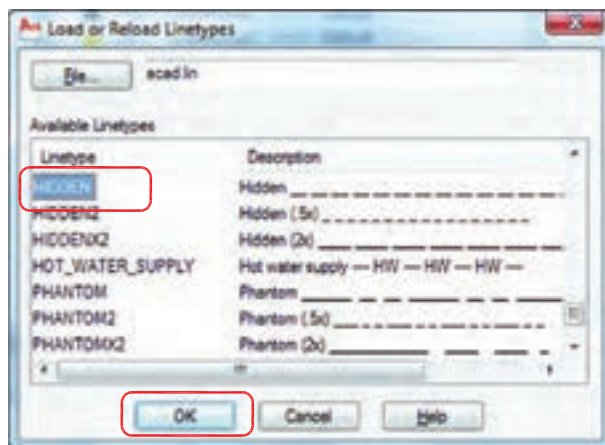 Load or Reload Linetypes
File... acad.lin
Available Linetypes
Linetype Description
HIDDEN Hidden
HIDDEN2 Hidden (.5x)
HIDDENX2 Hidden (2x)
HOT_WATER_SUPPLY Hot water supply — HW — HW — HW —
PHANTOM Phantom
PHANTOM2 Phantom (.5x)
PHANTOMX2 Phantom (2x)
OK Cancel Help